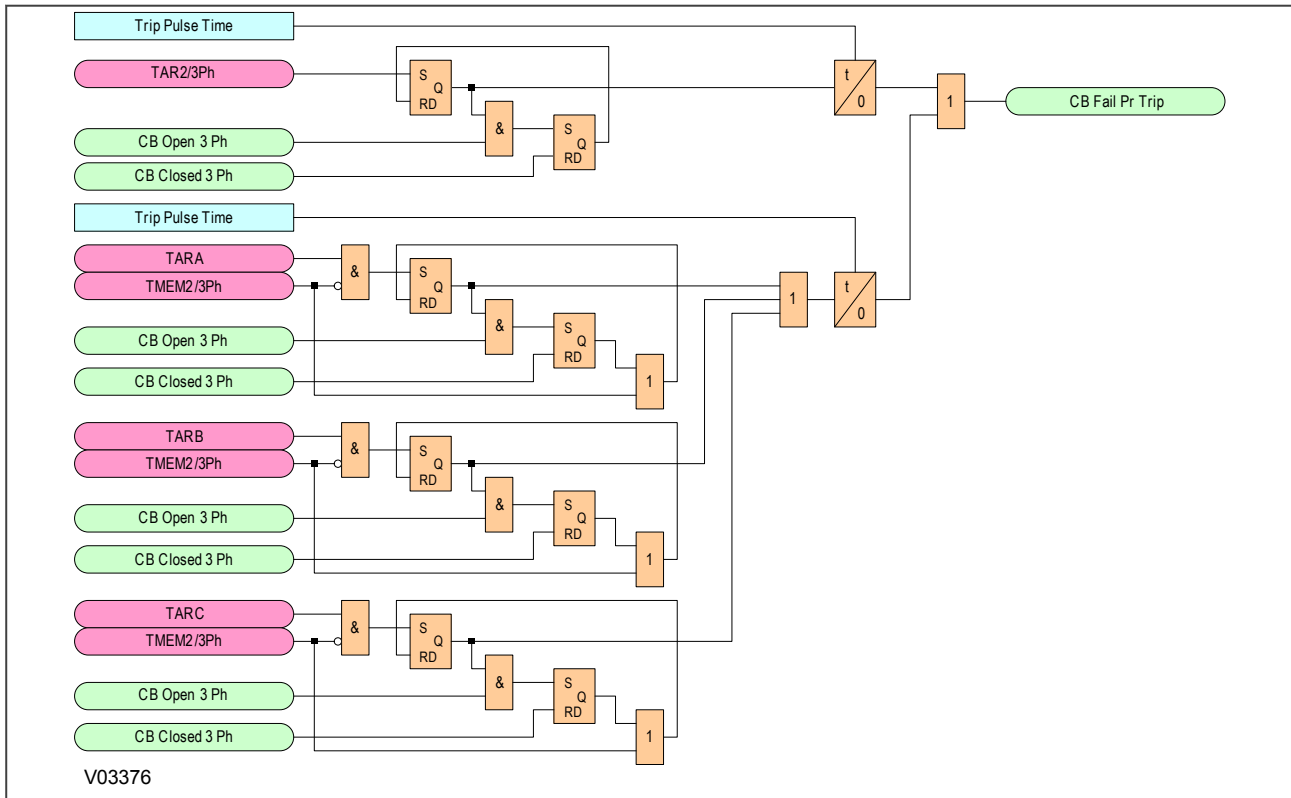 Trip Pulse Time
TAR2/3Ph
S
Q
RD
t
0
1
CB Fail Pr Trip
CB Open 3 Ph
&
S
Q
RD
CB Closed 3 Ph
Trip Pulse Time
TARA
&
TMEM2/3Ph
S
Q
RD
1
t
0
CB Open 3 Ph
&
S
Q
RD
CB Closed 3 Ph
1
TARB
&
TMEM2/3Ph
S
Q
RD
CB Open 3 Ph
&
S
Q
RD
CB Closed 3 Ph
1
TARC
&
TMEM2/3Ph
S
Q
RD
CB Open 3 Ph
&
S
Q
RD
CB Closed 3 Ph
1
V03376